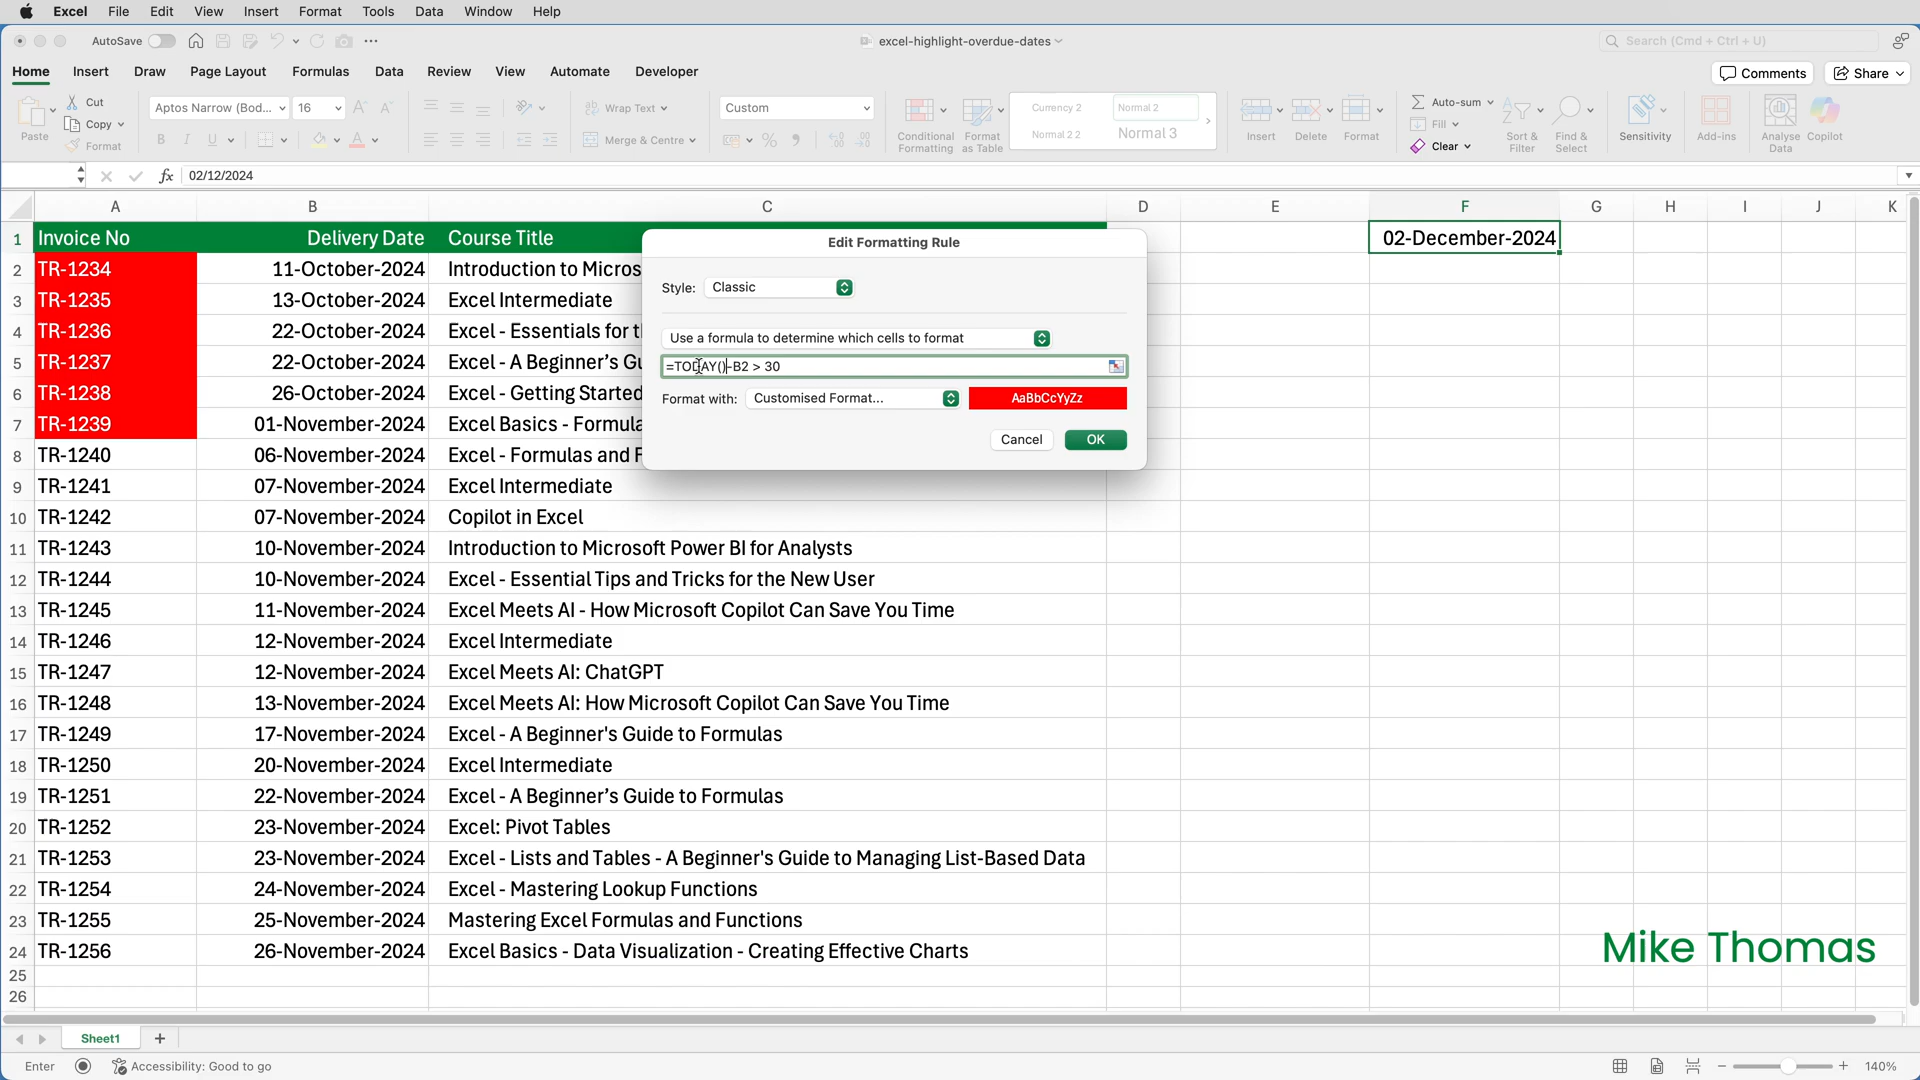 Excel File Edit View Insert Format Tools Data Window Help
AutoSave excel-highlight-overdue-dates Search (Cmd + Ctrl + U)
Home Insert Draw Page Layout Formulas Data Review View Automate Developer Comments Share
Paste Cut Copy Format
Aptos Narrow (Bod... 16
B I U A
Wrap Text
Merge & Centre
Custom
Conditional Formatting
Format as Table
Currency 2 Normal 2
Normal 2 2 Normal 3
Insert Delete Format
Auto-sum
Fill
Clear
Sort & Filter
Find & Select
Sensitivity
Add-ins
Analyse Data
Copilot
fx 02/12/2024
A B C D E F G H I J K
1 Invoice No Delivery Date Course Title 02-December-2024
2 TR-1234 11-October-2024 Introduction to Micros
3 TR-1235 13-October-2024 Excel Intermediate
4 TR-1236 22-October-2024 Excel - Essentials for t
5 TR-1237 22-October-2024 Excel - A Beginner’s Gu
6 TR-1238 26-October-2024 Excel - Getting Started
7 TR-1239 01-November-2024 Excel Basics - Formula
8 TR-1240 06-November-2024 Excel - Formulas and F
9 TR-1241 07-November-2024 Excel Intermediate
10 TR-1242 07-November-2024 Copilot in Excel
11 TR-1243 10-November-2024 Introduction to Microsoft Power BI for Analysts
12 TR-1244 10-November-2024 Excel - Essential Tips and Tricks for the New User
13 TR-1245 11-November-2024 Excel Meets AI - How Microsoft Copilot Can Save You Time
14 TR-1246 12-November-2024 Excel Intermediate
15 TR-1247 12-November-2024 Excel Meets AI: ChatGPT
16 TR-1248 13-November-2024 Excel Meets AI: How Microsoft Copilot Can Save You Time
17 TR-1249 17-November-2024 Excel - A Beginner's Guide to Formulas
18 TR-1250 20-November-2024 Excel Intermediate
19 TR-1251 22-November-2024 Excel - A Beginner’s Guide to Formulas
20 TR-1252 23-November-2024 Excel: Pivot Tables
21 TR-1253 23-November-2024 Excel - Lists and Tables - A Beginner's Guide to Managing List-Based Data
22 TR-1254 24-November-2024 Excel - Mastering Lookup Functions
23 TR-1255 25-November-2024 Mastering Excel Formulas and Functions
24 TR-1256 26-November-2024 Excel Basics - Data Visualization - Creating Effective Charts
25
26
Edit Formatting Rule
Style: Classic
Use a formula to determine which cells to format
=TODAY()-B2 > 30
Format with: Customised Format... AaBbCcYyZz
Cancel OK
Mike Thomas
Sheet1 +
Enter Accessibility: Good to go 140%